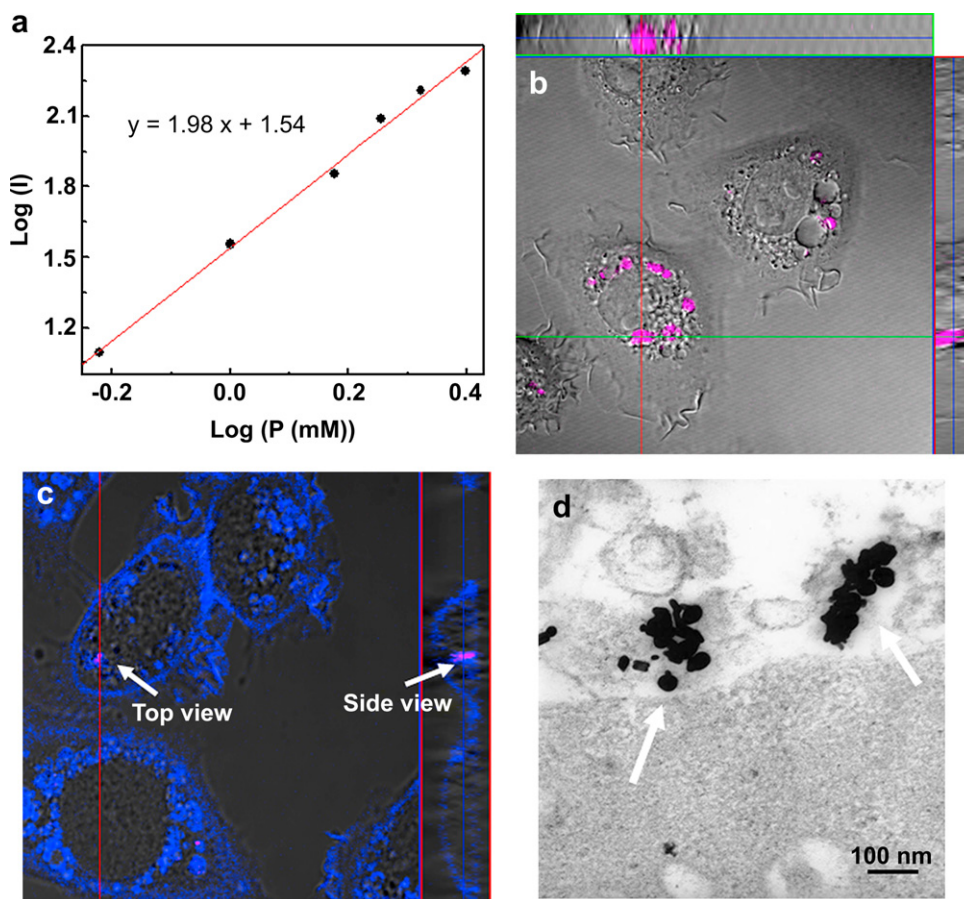 a
2.4
2.1
1.8
1.5
1.2
Log (I)
y = 1.98 x + 1.54
-0.2
0.0
0.2
0.4
Log (P (mM))
b
c
Top view
Side view
d
100 nm